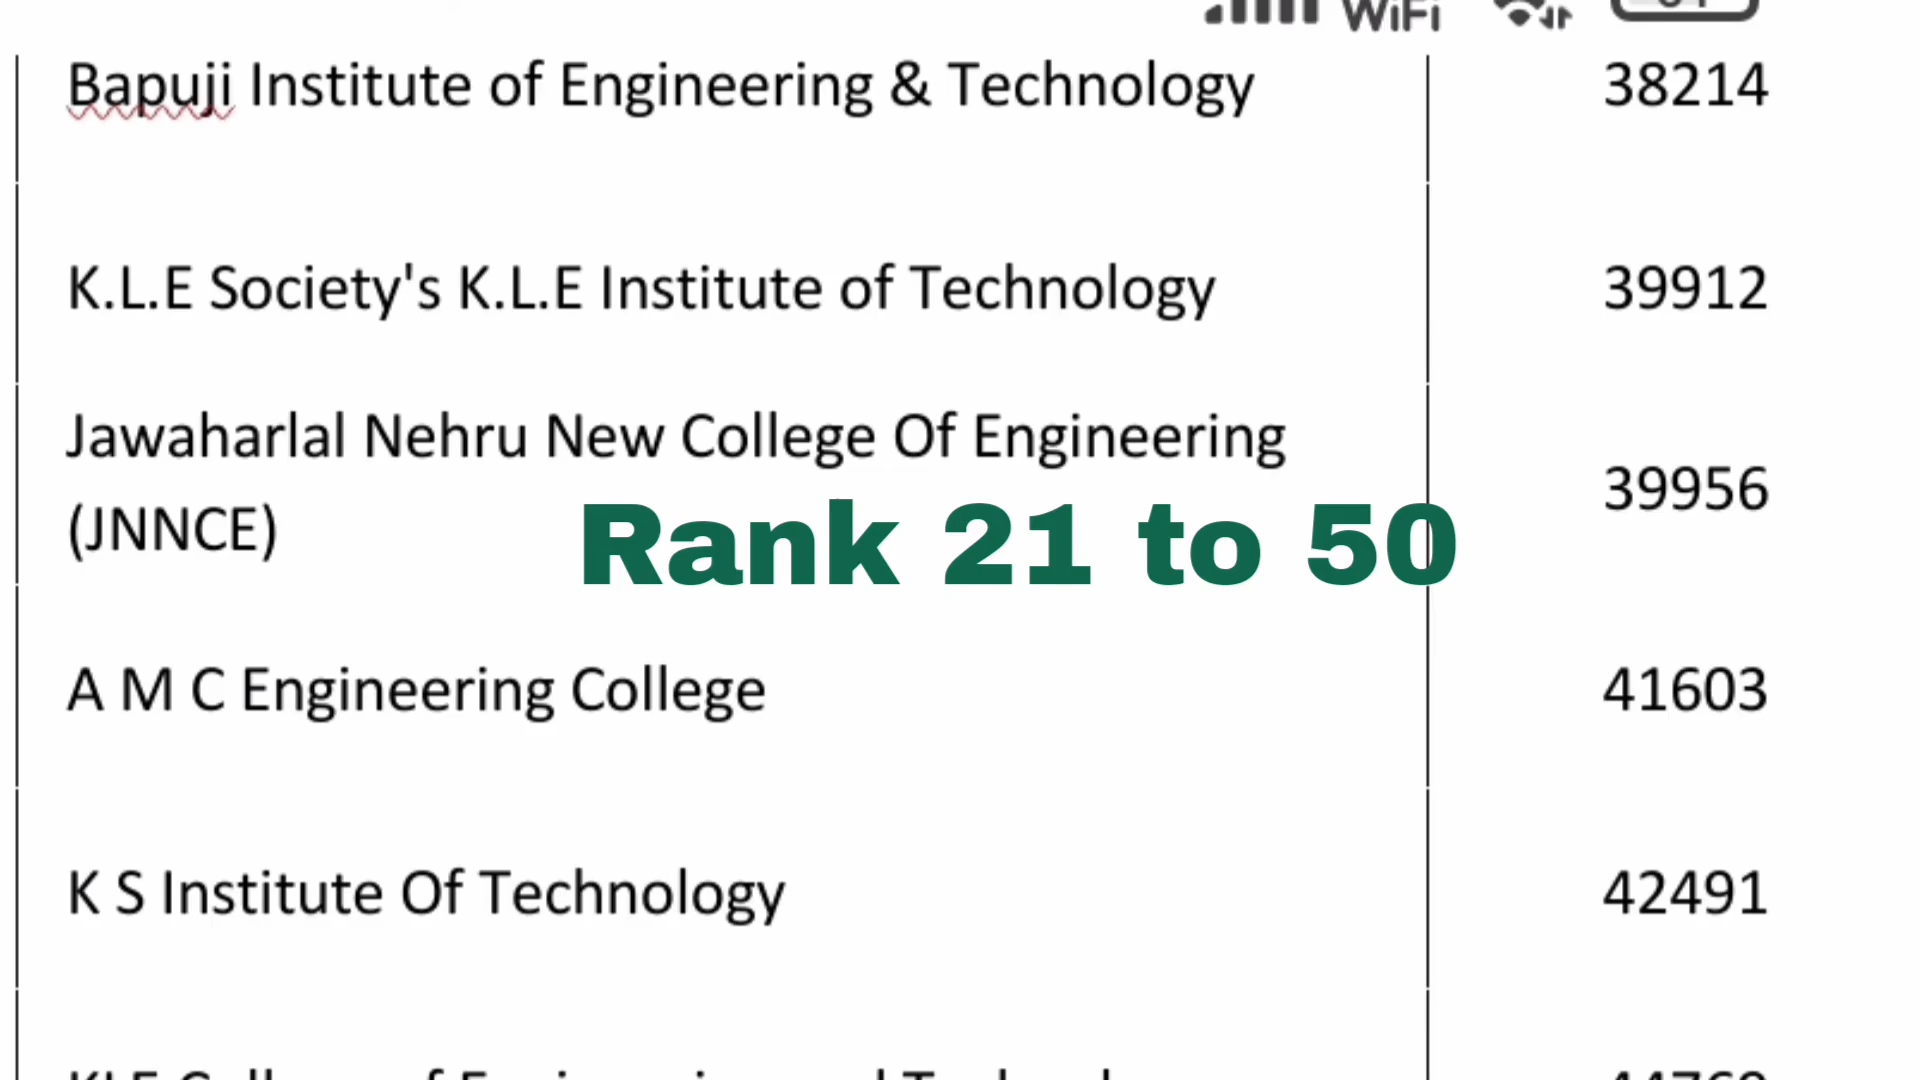 WiFi
Bapuji Institute of Engineering & Technology 38214
K.L.E Society's K.L.E Institute of Technology 39912
Jawaharlal Nehru New College Of Engineering
(JNNCE) 39956
Rank 21 to 50
A M C Engineering College 41603
K S Institute Of Technology 42491